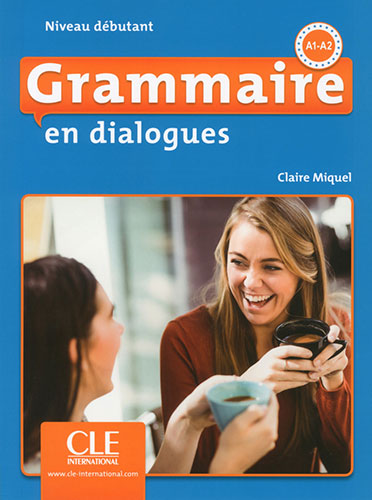 Niveau débutant
A1-A2
Grammaire
en dialogues
Claire Miquel
CLE
INTERNATIONAL
www.cle-international.com